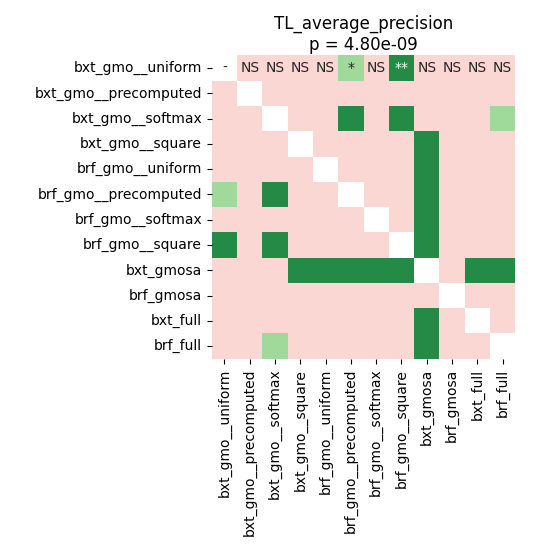 TL_average_precision
p = 4.80e-09
bxt_gmo__uniform
- NS NS NS NS * NS ** NS NS NS NS
bxt_gmo__precomputed
bxt_gmo__softmax
bxt_gmo__square
brf_gmo__uniform
brf_gmo__precomputed
brf_gmo__softmax
brf_gmo__square
bxt_gmosa
brf_gmosa
bxt_full
brf_full
bxt_gmo__uniform
bxt_gmo__precomputed
bxt_gmo__softmax
bxt_gmo__square
brf_gmo__uniform
brf_gmo__precomputed
brf_gmo__softmax
brf_gmo__square
bxt_gmosa
brf_gmosa
bxt_full
brf_full